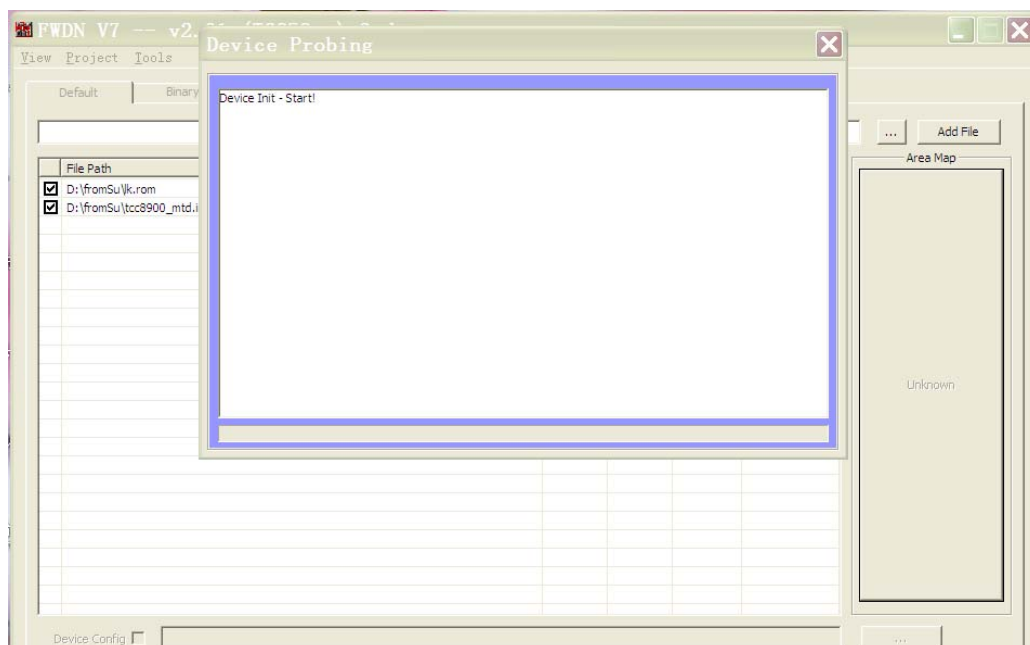 FWDN V7 -- v2.
Device Probing
View Project Tools
Default
Binary
Device Init - Start!
...
Add File
File Path
Area Map
D:\fromSu\lk.rom
D:\fromSu\tcc8900_mtd.i
Unknown
Device Config
...